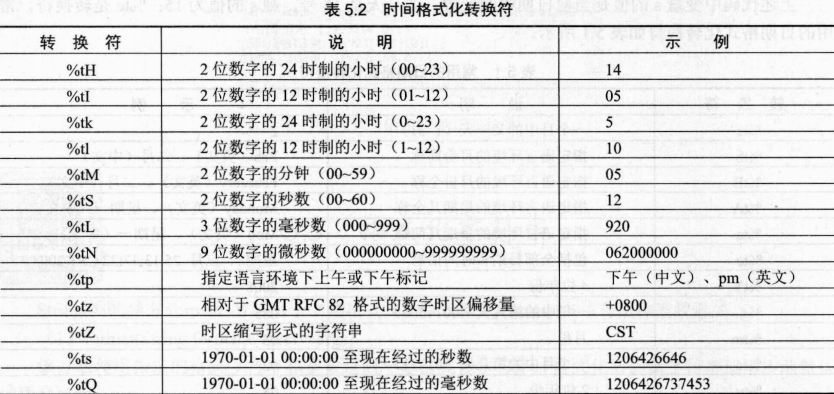 表 5.2 时间格式化转换符
转 换 符 说 明 示 例
%tH 2 位数字的 24 时制的小时（00~23） 14
%tI 2 位数字的 12 时制的小时（01~12） 05
%tk 2 位数字的 24 时制的小时（0~23） 5
%tl 2 位数字的 12 时制的小时（1~12） 10
%tM 2 位数字的分钟（00~59） 05
%tS 2 位数字的秒数（00~60） 12
%tL 3 位数字的毫秒数（000~999） 920
%tN 9 位数字的微秒数（000000000~999999999） 062000000
%tp 指定语言环境下上午或下午标记 下午（中文）、pm（英文）
%tz 相对于 GMT RFC 82 格式的数字时区偏移量 +0800
%tZ 时区缩写形式的字符串 CST
%ts 1970-01-01 00:00:00 至现在经过的秒数 1206426646
%tQ 1970-01-01 00:00:00 至现在经过的毫秒数 1206426737453